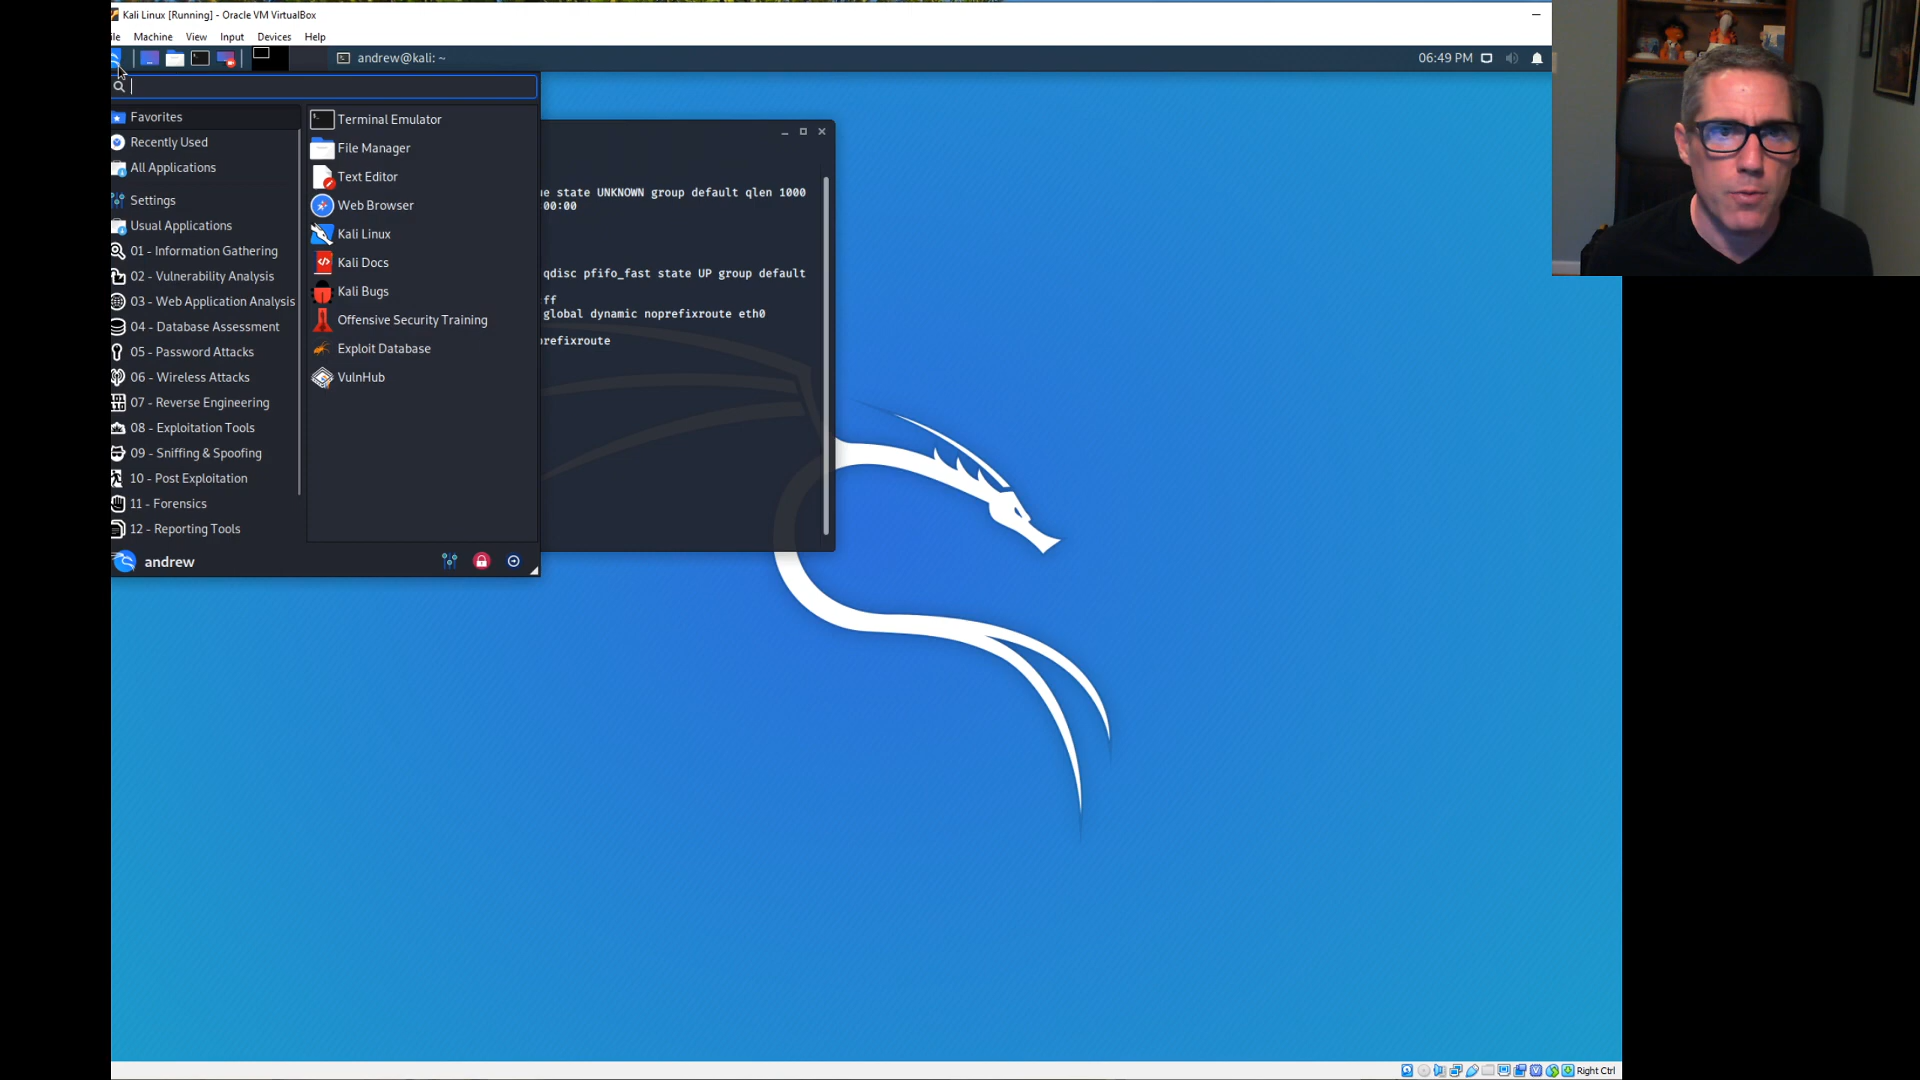 Kali Linux [Running] - Oracle VM VirtualBox
ile Machine View Input Devices Help
andrew@kali: ~
06:49 PM
Favorites
Recently Used
All Applications
Settings
Usual Applications
01 - Information Gathering
02 - Vulnerability Analysis
03 - Web Application Analysis
04 - Database Assessment
05 - Password Attacks
06 - Wireless Attacks
07 - Reverse Engineering
08 - Exploitation Tools
09 - Sniffing & Spoofing
10 - Post Exploitation
11 - Forensics
12 - Reporting Tools
andrew
Terminal Emulator
File Manager
Text Editor
Web Browser
Kali Linux
Kali Docs
Kali Bugs
Offensive Security Training
Exploit Database
VulnHub
ue state UNKNOWN group default qlen 1000
00:00
qdisc pfifo_fast state UP group default
ff
global dynamic noprefixroute eth0
prefixroute
Right Ctrl